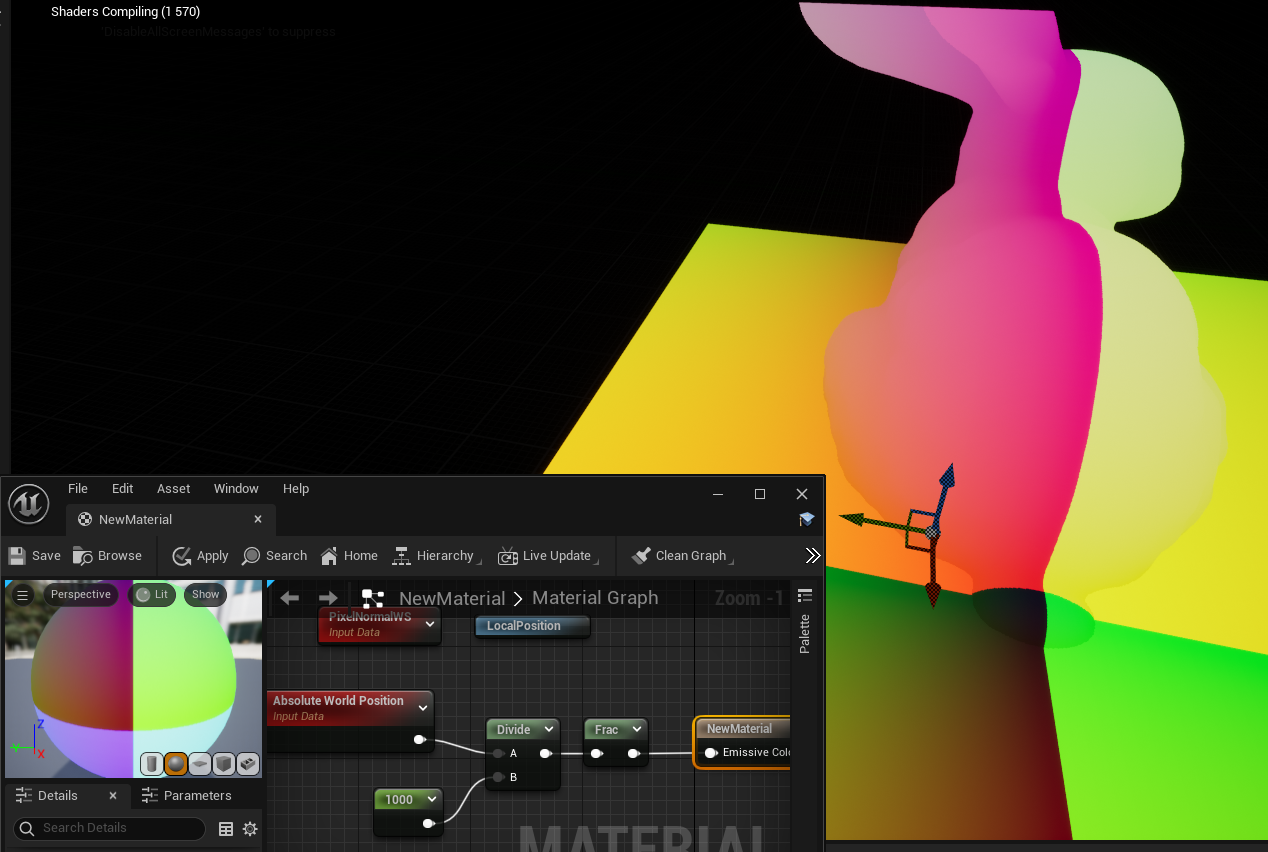 Shaders Compiling (1 570)
'DisableAllScreenMessages' to suppress
File Edit Asset Window Help
NewMaterial
Save Browse Apply Search Home Hierarchy Live Update Clean Graph
Perspective Lit Show
NewMaterial > Material Graph Zoom -1
PixelNormalWS
Input Data
LocalPosition
Palette
Absolute World Position
Input Data
Divide
A
B
Frac
NewMaterial
Emissive Colo
1000
Z
Y
X
Details Parameters
Search Details
MATERIAL